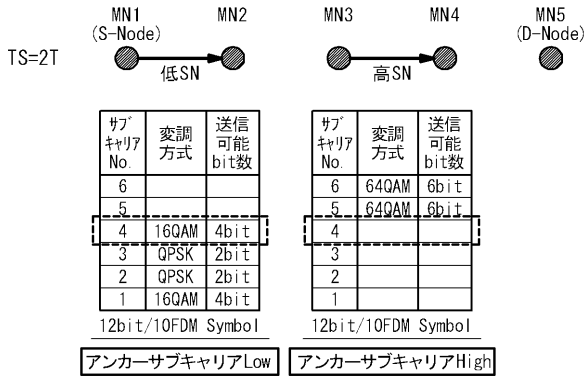 MN1 MN2 MN3 MN4 MN5
(S-Node) (D-Node)
TS=2T
低SN 高SN
サブキャリアNo. 変調方式 送信可能bit数
6
5
4 16QAM 4bit
3 QPSK 2bit
2 QPSK 2bit
1 16QAM 4bit
12bit/1OFDM Symbol
アンカーサブキャリアLow
サブキャリアNo. 変調方式 送信可能bit数
6 64QAM 6bit
5 64QAM 6bit
4
3
2
1
12bit/1OFDM Symbol
アンカーサブキャリアHigh